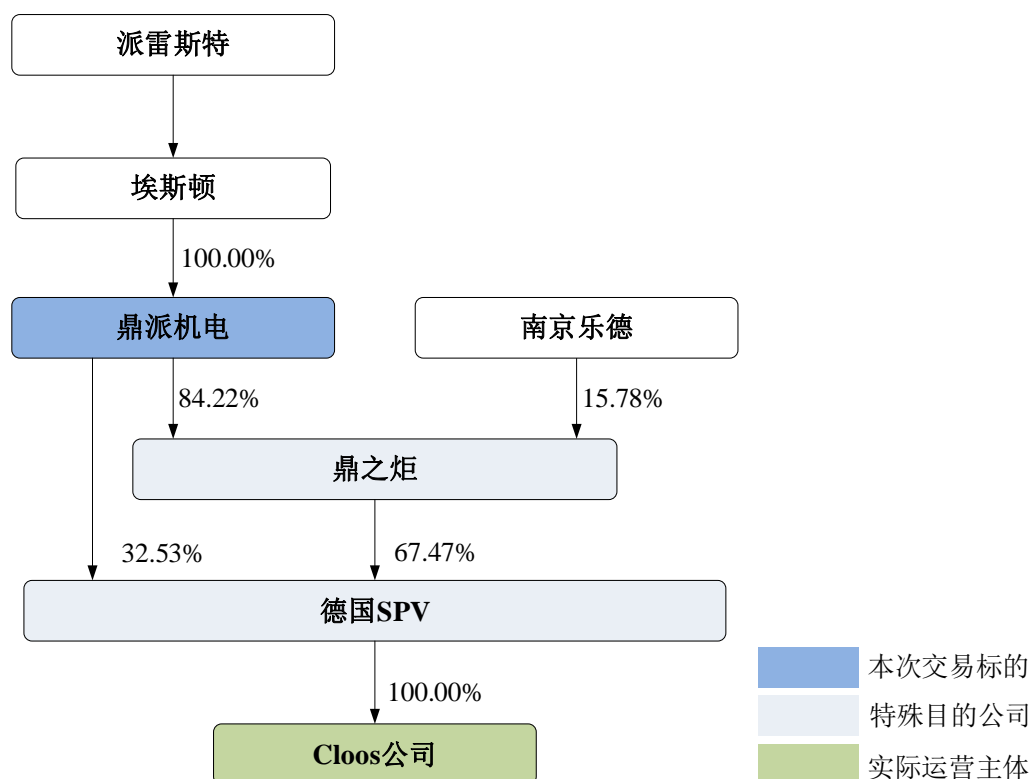 派雷斯特
埃斯顿
100.00%
鼎派机电
南京乐德
84.22%
15.78%
鼎之炬
32.53%
67.47%
德国SPV
100.00%
Cloos公司
本次交易标的
特殊目的公司
实际运营主体